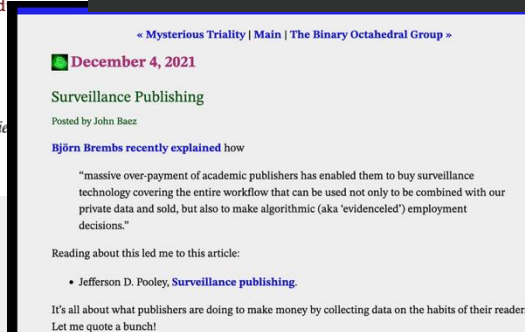 « Mysterious Triality | Main | The Binary Octahedral Group »
December 4, 2021
Surveillance Publishing
Posted by John Baez
Björn Brembs recently explained how
“massive over-payment of academic publishers has enabled them to buy surveillance
technology covering the entire workflow that can be used not only to be combined with our
private data and sold, but also to make algorithmic (aka ‘evidenceled’) employment
decisions.”
Reading about this led me to this article:
• Jefferson D. Pooley, Surveillance publishing.
It’s all about what publishers are doing to make money by collecting data on the habits of their reader
Let me quote a bunch!